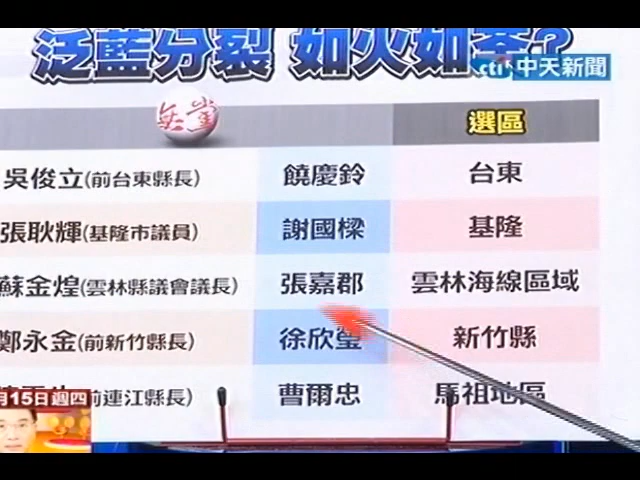 泛藍分裂 如火如荼?
cti 中天新聞
無黨 選區
吳俊立(前台東縣長) 饒慶鈴 台東
張耿輝(基隆市議員) 謝國樑 基隆
蘇金煌(雲林縣議會議長) 張嘉郡 雲林海線區域
鄭永金(前新竹縣長) 徐欣瑩 新竹縣
前連江縣長) 曹爾忠 馬祖地區
月15日週四